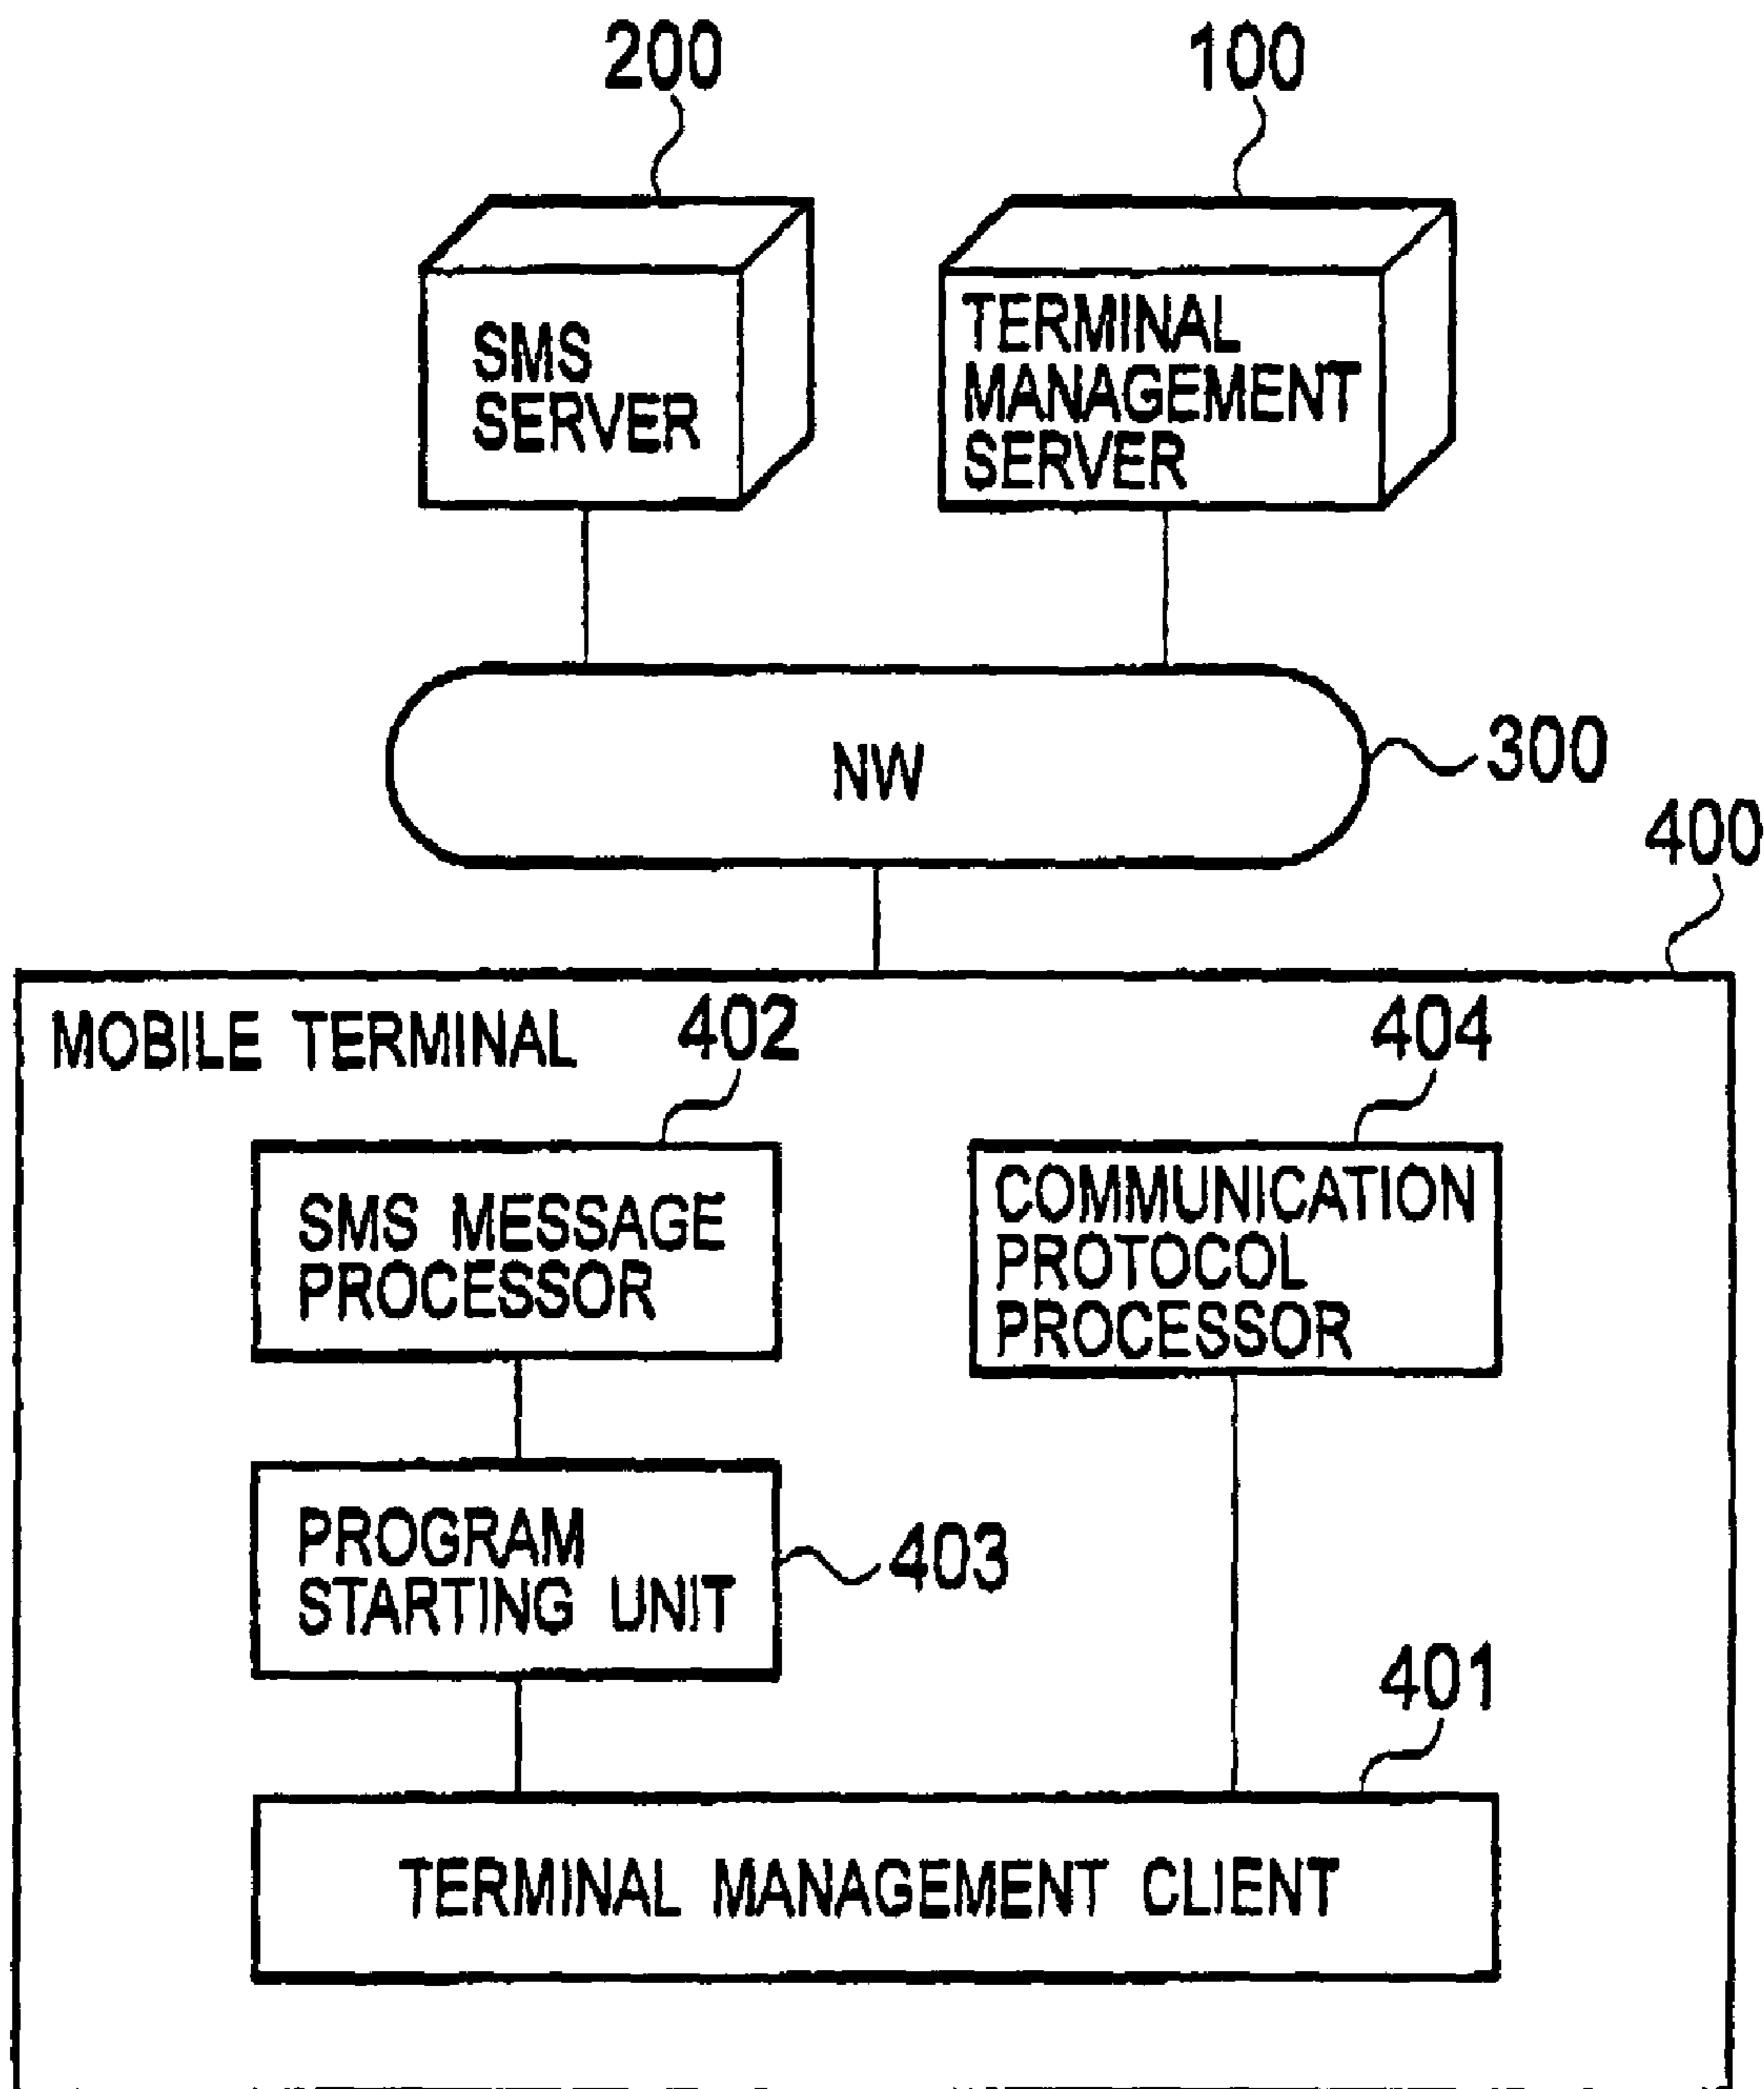 200
100
SMS
SERVER
TERMINAL
MANAGEMENT
SERVER
NW
300
400
MOBILE TERMINAL
402
404
SMS MESSAGE
PROCESSOR
COMMUNICATION
PROTOCOL
PROCESSOR
PROGRAM
STARTING UNIT
403
401
TERMINAL MANAGEMENT CLIENT